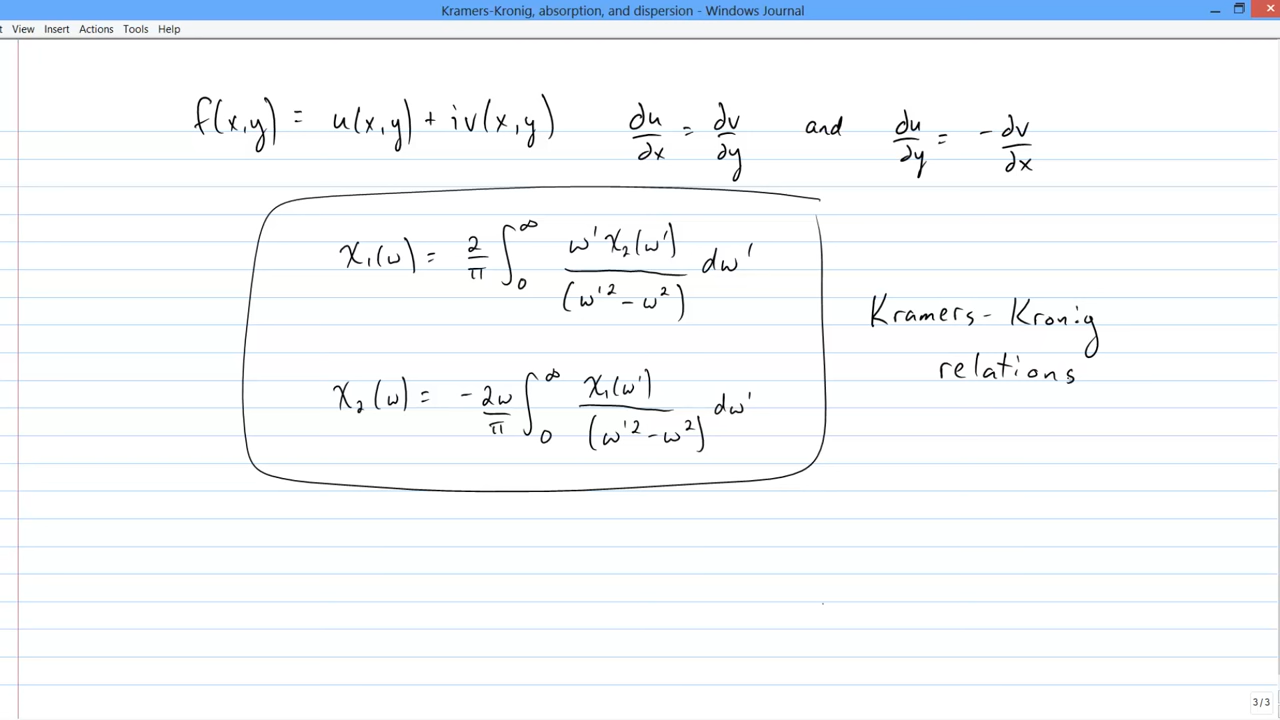 Kramers-Kronig, absorption, and dispersion - Windows Journal
View Insert Actions Tools Help
f(x,y) = u(x,y) + iv(x,y) ∂u/∂x = ∂v/∂y and ∂u/∂y = -∂v/∂x
χ₁(ω) = 2/π ∫₀^∞ ω'χ₂(ω')/(ω'² - ω²) dω'
Kramers-Kronig
relations
χ₂(ω) = -2ω/π ∫₀^∞ χ₁(ω')/(ω'² - ω²) dω'
3/3